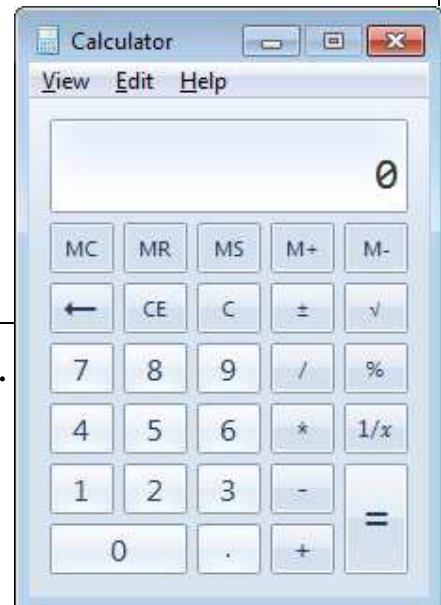 Calculator
View Edit Help
0
MC MR MS M+ M-
← CE C ± √
7 8 9 / %
4 5 6 * 1/x
1 2 3 - =
0 . +
.